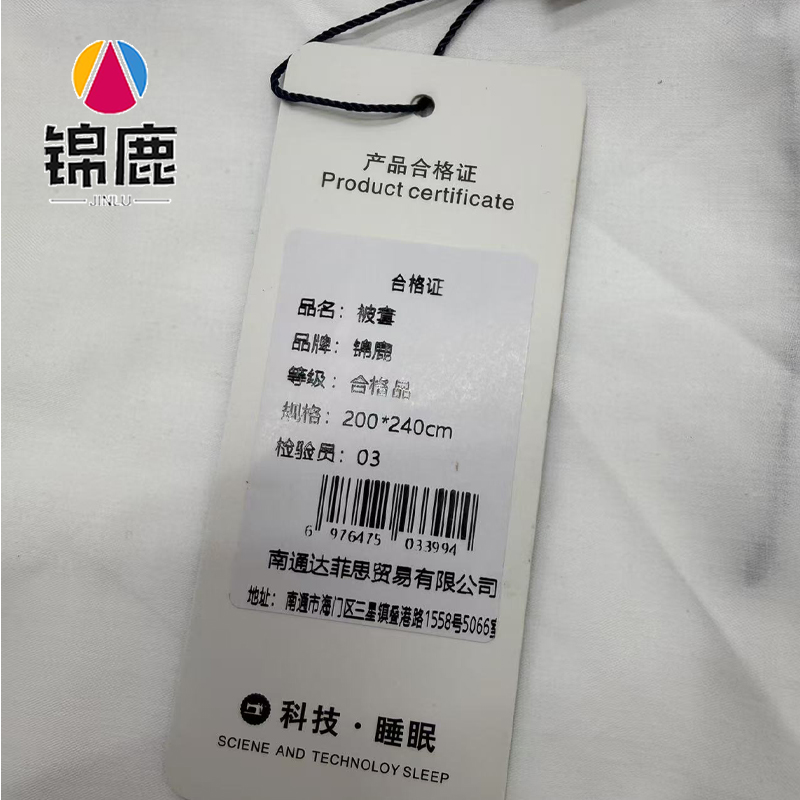 锦鹿
JINLU
产品合格证
Product certificate
合格证
品名：被套
品牌：锦鹿
等级：合格品
规格：200*240cm
检验员：03
6 976475 033994
南通达菲思贸易有限公司
地址：南通市海门区三星镇叠港路1558号5066室
科技·睡眠
SCIENE AND TECHNOLOY SLEEP